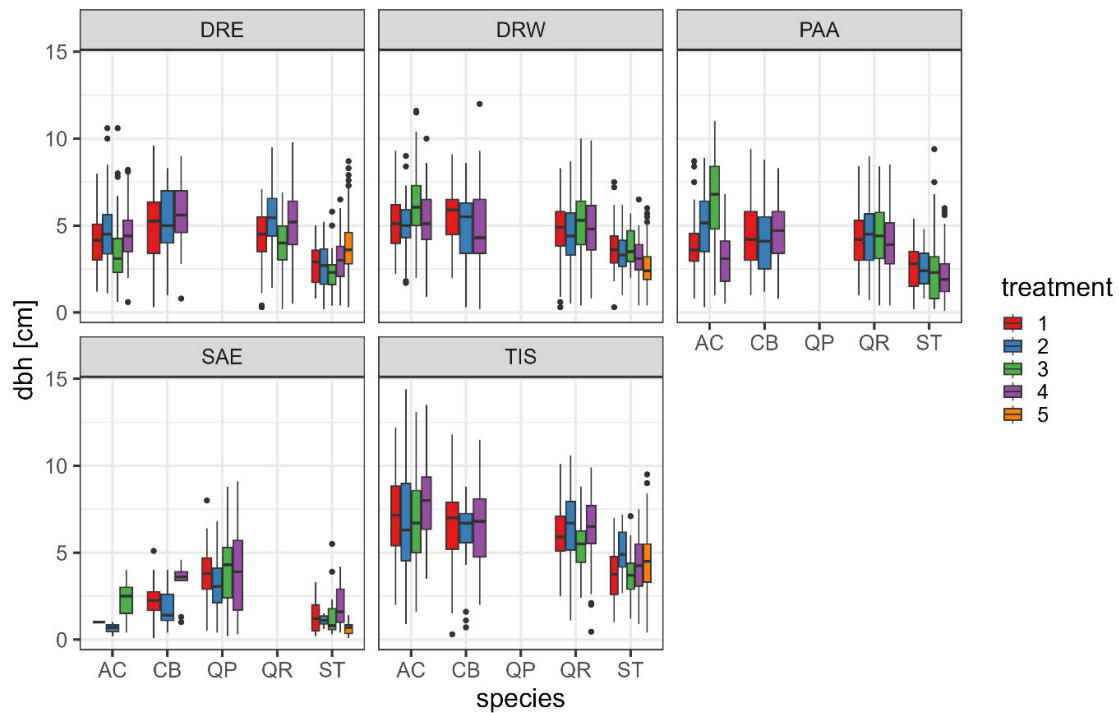 DRE DRW PAA
15
10
5
0
AC CB QP QR ST
SAE TIS
15
10
5
0
AC CB QP QR ST AC CB QP QR ST
dbh [cm]
species
treatment
1
2
3
4
5